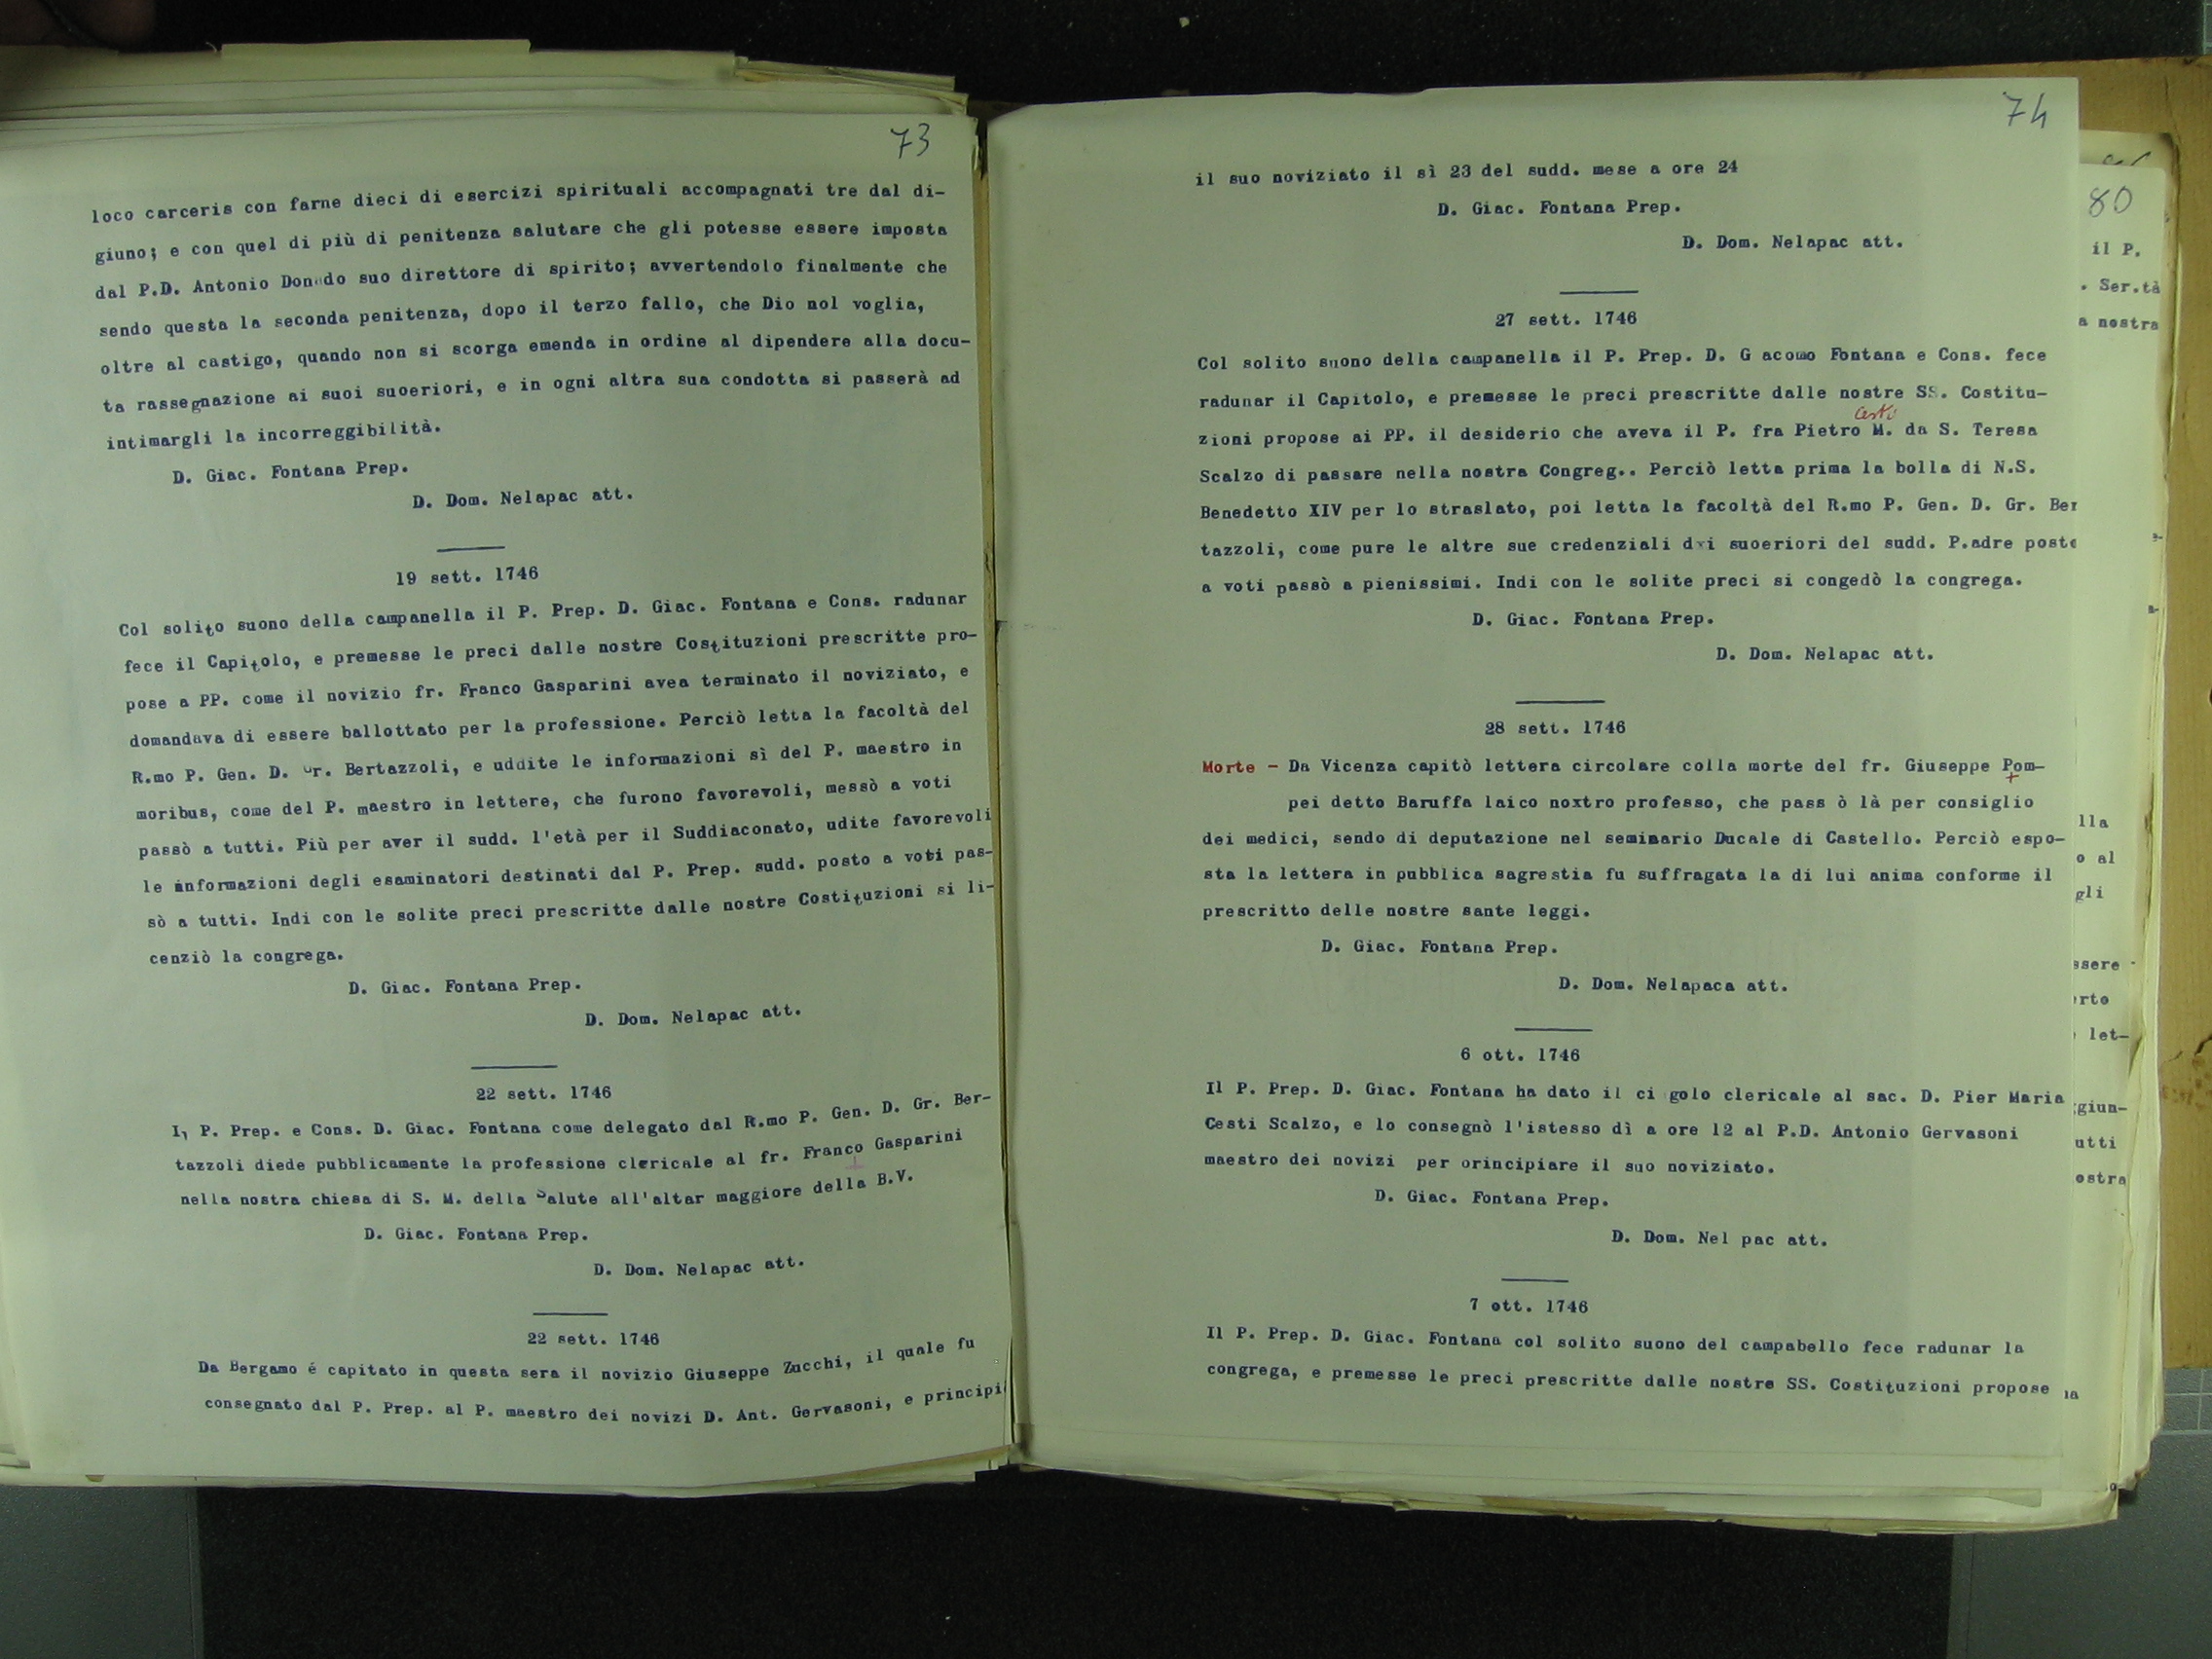 73
loco carceris con farne dieci di esercizi spirituali accompagnati tre dal di-
giuno; e con quel di più di penitenza salutare che gli potesse essere imposta
dal P.D. Antonio Donado suo direttore di spirito; avvertendolo finalmente che
sendo questa la seconda penitenza, dopo il terzo fallo, che Dio nol voglia,
oltre al castigo, quando non si scorga emenda in ordine al dipendere alla docu-
ta rassegnazione ai suoi suoeriori, e in ogni altra sua condotta si passerà ad
intimargli la incorreggibilità.
D. Giac. Fontana Prep.
D. Dom. Nelapac att.
19 sett. 1746
Col solito suono della campanella il P. Prep. D. Giac. Fontana e Cons. radunar
fece il Capitolo, e premesse le preci dalle nostre Costituzioni prescritte pro-
pose a PP. come il novizio fr. Franco Gasparini avea terminato il noviziato, e
domandava di essere ballottato per la professione. Perciò letta la facoltà del
R.mo P. Gen. D. Gr. Bertazzoli, e uddite le informazioni sì del P. maestro in
moribus, come del P. maestro in lettere, che furono favorevoli, messò a voti
passò a tutti. Più per aver il sudd. l'età per il Suddiaconato, udite favorevoli
le informazioni degli esaminatori destinati dal P. Prep. sudd. posto a voti pas-
sò a tutti. Indi con le solite preci prescritte dalle nostre Costituzioni si li-
cenziò la congrega.
D. Giac. Fontana Prep.
D. Dom. Nelapac att.
22 sett. 1746
Il P. Prep. e Cons. D. Giac. Fontana come delegato dal R.mo P. Gen. D. Gr. Ber-
tazzoli diede pubblicamente la professione clericale al fr. Franco Gasparini
nella nostra chiesa di S. M. della Salute all'altar maggiore della B.V.
D. Giac. Fontana Prep.
D. Dom. Nelapac att.
22 sett. 1746
Da Bergamo é capitato in questa sera il novizio Giuseppe Zucchi, il quale fu
consegnato dal P. Prep. al P. maestro dei novizi D. Ant. Gervasoni, e principi
74
il suo noviziato il sì 23 del sudd. mese a ore 24
D. Giac. Fontana Prep.
D. Dom. Nelapac att.
27 sett. 1746
Col solito suono della campanella il P. Prep. D. G acomo Fontana e Cons. fece
radunar il Capitolo, e premesse le preci prescritte dalle nostre SS. Costitu-
Cesti
zioni propose ai PP. il desiderio che aveva il P. fra Pietro M. da S. Teresa
Scalzo di passare nella nostra Congreg.. Perciò letta prima la bolla di N.S.
Benedetto XIV per lo straslato, poi letta la facoltà del R.mo P. Gen. D. Gr. Ber
tazzoli, come pure le altre sue credenziali dei suoeriori del sudd. P.adre poste
a voti passò a pienissimi. Indi con le solite preci si congedò la congrega.
D. Giac. Fontana Prep.
D. Dom. Nelapac att.
28 sett. 1746
Morte - Da Vicenza capitò lettera circolare colla morte del fr. Giuseppe Pom-
pei detto Baruffa laico noxtro professo, che pass ò là per consiglio
dei medici, sendo di deputazione nel seminario Ducale di Castello. Perciò espo-
sta la lettera in pubblica sagrestia fu suffragata la di lui anima conforme il
prescritto delle nostre sante leggi.
D. Giac. Fontana Prep.
D. Dom. Nelapaca att.
6 ott. 1746
Il P. Prep. D. Giac. Fontana ha dato il ci golo clericale al sac. D. Pier Maria
Cesti Scalzo, e lo consegnò l'istesso dì a ore 12 al P.D. Antonio Gervasoni
maestro dei novizi per orincipiare il suo noviziato.
D. Giac. Fontana Prep.
D. Dom. Nel pac att.
7 ott. 1746
Il P. Prep. D. Giac. Fontana col solito suono del campabello fece radunar la
congrega, e premesse le preci prescritte dalle nostre SS. Costituzioni propose
80
il P.
. Ser.tà
a nostra
lla
o al
gli
ssere
rto
let-
giun-
utti
ostra
na